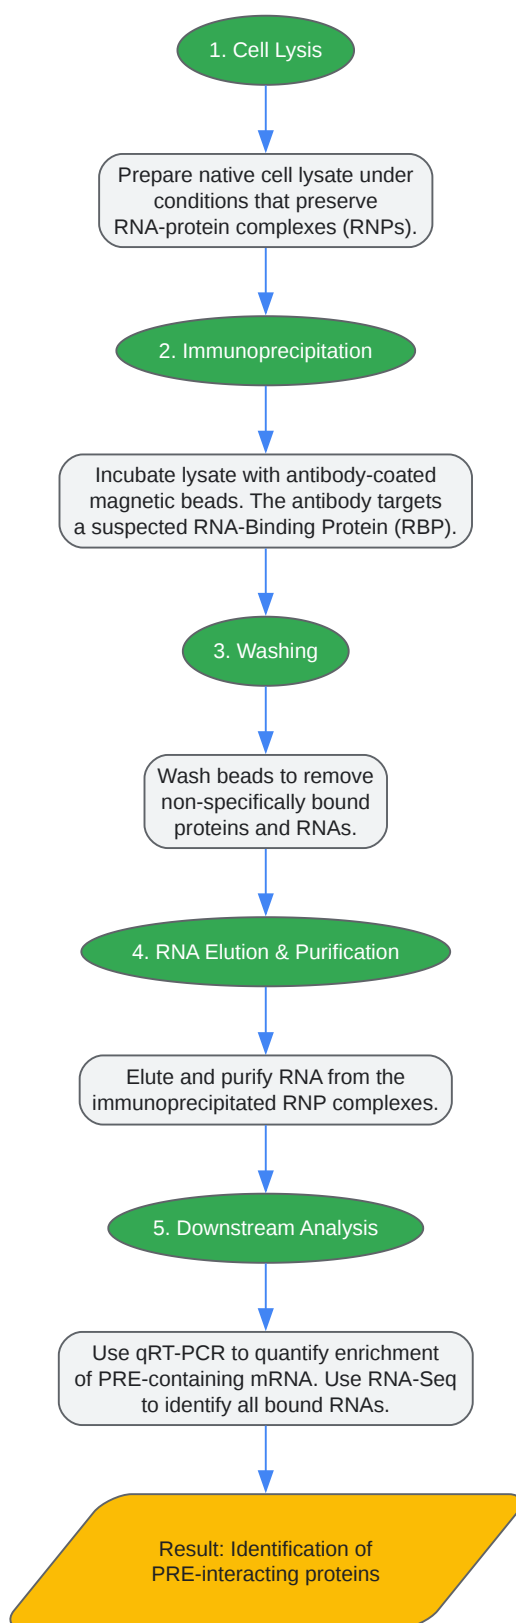 1. Cell Lysis
Prepare native cell lysate under
conditions that preserve
RNA-protein complexes (RNPs).
2. Immunoprecipitation
Incubate lysate with antibody-coated
magnetic beads. The antibody targets
a suspected RNA-Binding Protein (RBP).
3. Washing
Wash beads to remove
non-specifically bound
proteins and RNAs.
4. RNA Elution & Purification
Elute and purify RNA from the
immunoprecipitated RNP complexes.
5. Downstream Analysis
Use qRT-PCR to quantify enrichment
of PRE-containing mRNA. Use RNA-Seq
to identify all bound RNAs.
Result: Identification of
PRE-interacting proteins